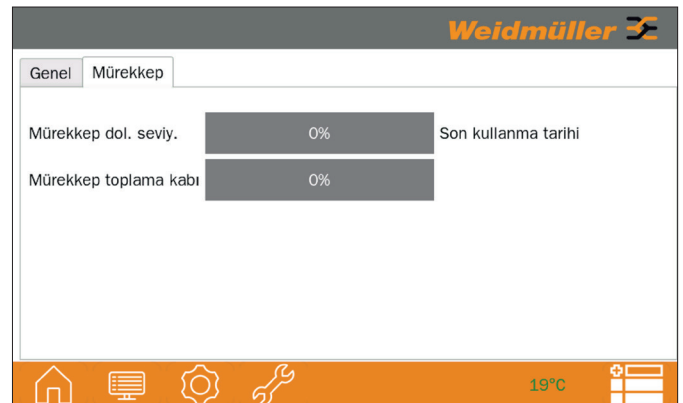 Weidmüller
Genel Mürekkep
Mürekkep dol. seviy. 0% Son kullanma tarihi
Mürekkep toplama kabı 0%
19°C